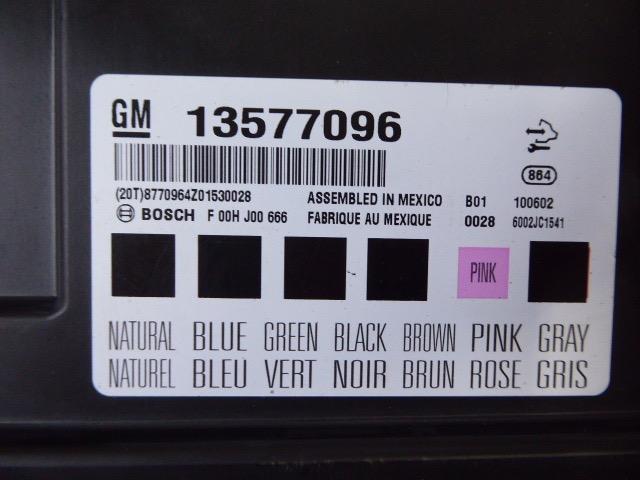 GM 13577096
864
(20T)8770964Z01530028 ASSEMBLED IN MEXICO B01 100602
BOSCH F 00H J00 666 FABRIQUE AU MEXIQUE 0028 6002JC1541
PINK
NATURAL BLUE GREEN BLACK BROWN PINK GRAY
NATUREL BLEU VERT NOIR BRUN ROSE GRIS